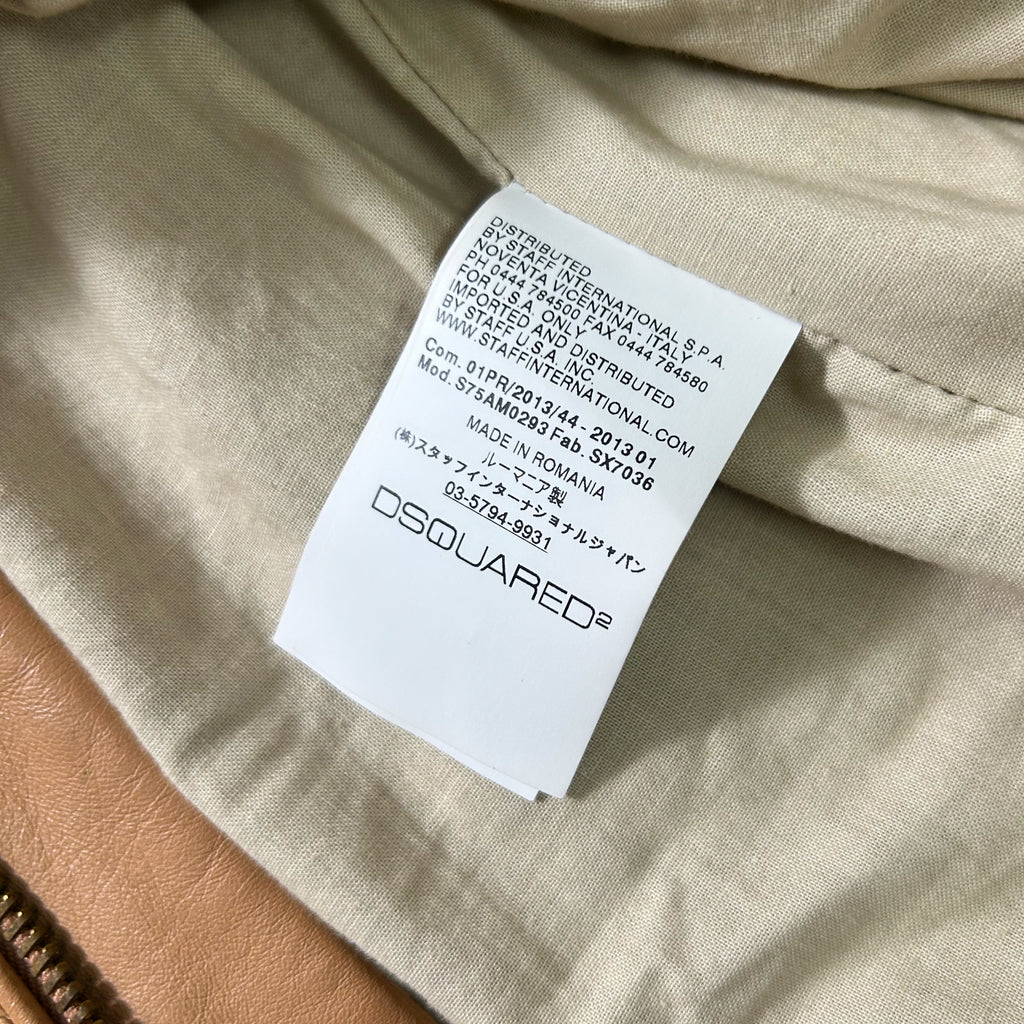 DISTRIBUTED
BY STAFF INTERNATIONAL S.P.A.
NOVENTA VICENTINA - ITALY
PH 0444 784500 FAX 0444 784580
FOR U.S.A. ONLY
IMPORTED AND DISTRIBUTED
BY STAFF U.S.A. INC.
WWW.STAFFINTERNATIONAL.COM
Com. 01PR/2013/44 - 2013 01
Mod. S75AM0293 Fab. SX7036
MADE IN ROMANIA
ルーマニア製
(株)スタッフインターナショナルジャパン
03-5794-9931
DSQUARED2